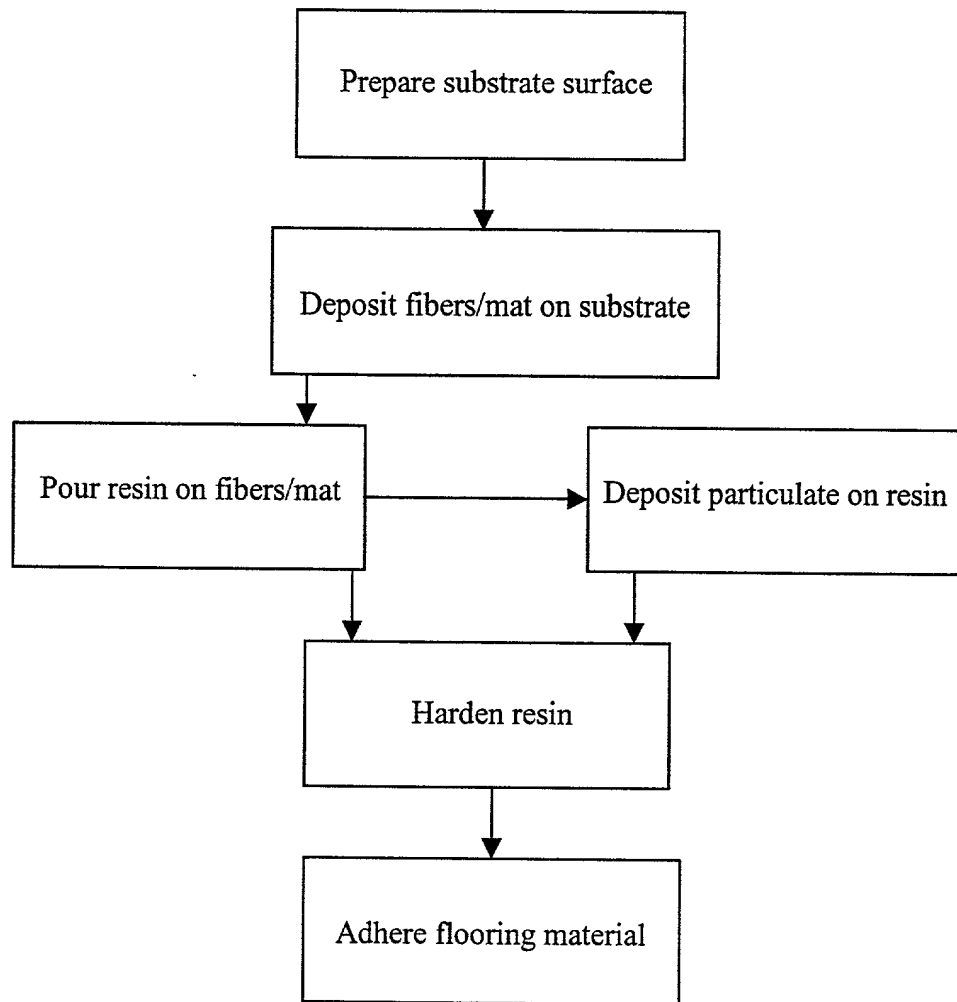 Prepare substrate surface
Deposit fibers/mat on substrate
Pour resin on fibers/mat
Deposit particulate on resin
Harden resin
Adhere flooring material